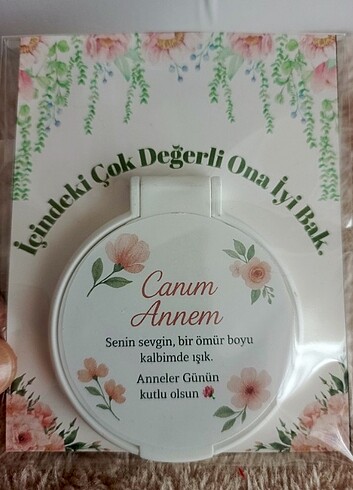 İçindeki Çok Değerli Ona İyi Bak.
Canım
Annem
Senin sevgin, bir ömür boyu
kalbimde ışık.
Anneler Günün
kutlu olsun 🌹